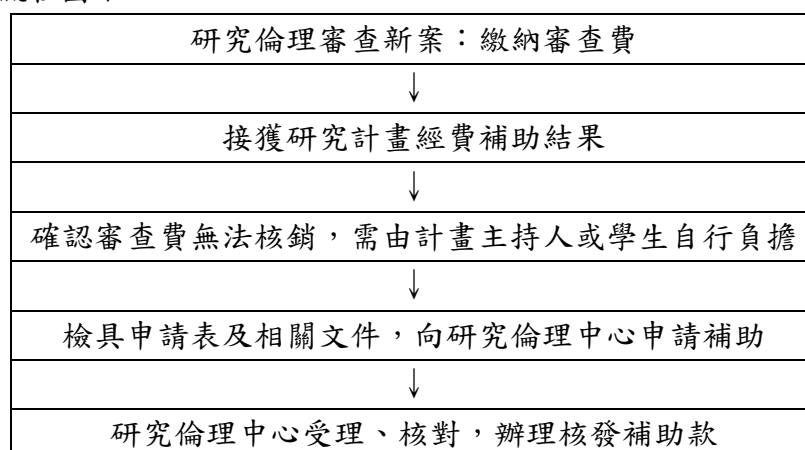 研究倫理審查新案：繳納審查費
↓
接獲研究計畫經費補助結果
↓
確認審查費無法核銷，需由計畫主持人或學生自行負擔
↓
檢具申請表及相關文件，向研究倫理中心申請補助
↓
研究倫理中心受理、核對，辦理核發補助款